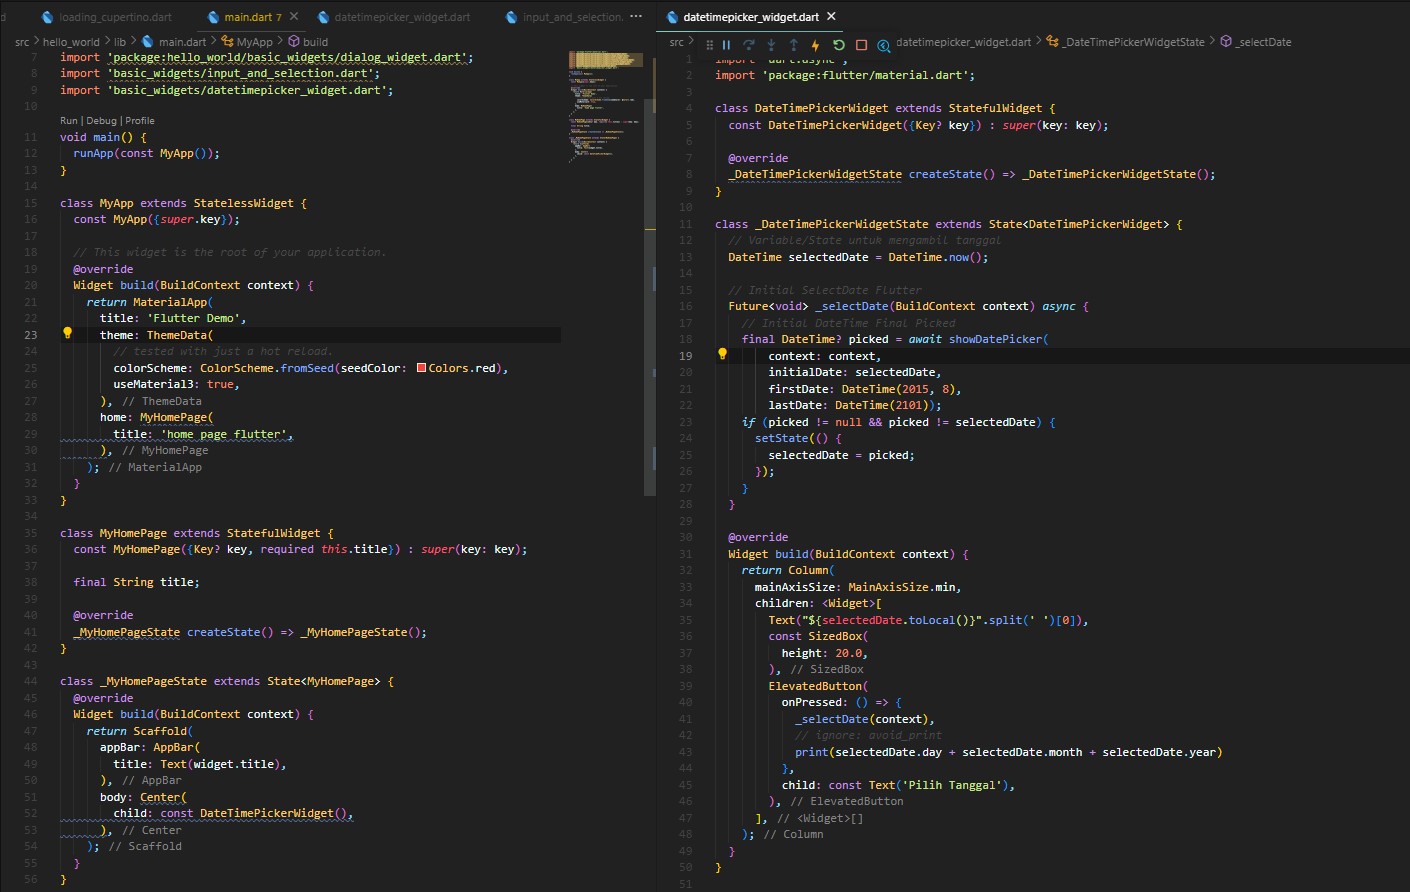 loading_cupertino.dart
main.dart 7
datetimepicker_widget.dart
input_and_selection.
src > hello_world > lib > main.dart > MyApp > build
7 import 'package:hello_world/basic_widgets/dialog_widget.dart';
8 import 'basic_widgets/input_and_selection.dart';
9 import 'basic_widgets/datetimepicker_widget.dart';
10
Run | Debug | Profile
11 void main() {
12 runApp(const MyApp());
13 }
14
15 class MyApp extends StatelessWidget {
16 const MyApp({super.key});
17
18 // This widget is the root of your application.
19 @override
20 Widget build(BuildContext context) {
21 return MaterialApp(
22 title: 'Flutter Demo',
23 theme: ThemeData(
24 // tested with just a hot reload.
25 colorScheme: ColorScheme.fromSeed(seedColor: Colors.red),
26 useMaterial3: true,
27 ), // ThemeData
28 home: MyHomePage(
29 title: 'home page flutter',
30 ), // MyHomePage
31 ); // MaterialApp
32 }
33 }
34
35 class MyHomePage extends StatefulWidget {
36 const MyHomePage({Key? key, required this.title}) : super(key: key);
37
38 final String title;
39
40 @override
41 _MyHomePageState createState() => _MyHomePageState();
42 }
43
44 class _MyHomePageState extends State<MyHomePage> {
45 @override
46 Widget build(BuildContext context) {
47 return Scaffold(
48 appBar: AppBar(
49 title: Text(widget.title),
50 ), // AppBar
51 body: Center(
52 child: const DateTimePickerWidget(),
53 ), // Center
54 ); // Scaffold
55 }
56 }
datetimepicker_widget.dart
src > datetimepicker_widget.dart > _DateTimePickerWidgetState > _selectDate
1 import 'dart:async';
2 import 'package:flutter/material.dart';
3
4 class DateTimePickerWidget extends StatefulWidget {
5 const DateTimePickerWidget({Key? key}) : super(key: key);
6
7 @override
8 _DateTimePickerWidgetState createState() => _DateTimePickerWidgetState();
9 }
10
11 class _DateTimePickerWidgetState extends State<DateTimePickerWidget> {
12 // Variable/State untuk mengambil tanggal
13 DateTime selectedDate = DateTime.now();
14
15 // Initial SelectDate Flutter
16 Future<void> _selectDate(BuildContext context) async {
17 // Initial DateTime Final Picked
18 final DateTime? picked = await showDatePicker(
19 context: context,
20 initialDate: selectedDate,
21 firstDate: DateTime(2015, 8),
22 lastDate: DateTime(2101));
23 if (picked != null && picked != selectedDate) {
24 setState(() {
25 selectedDate = picked;
26 });
27 }
28 }
29
30 @override
31 Widget build(BuildContext context) {
32 return Column(
33 mainAxisSize: MainAxisSize.min,
34 children: <Widget>[
35 Text("${selectedDate.toLocal()}".split(' ')[0]),
36 const SizedBox(
37 height: 20.0,
38 ), // SizedBox
39 ElevatedButton(
40 onPressed: () => {
41 _selectDate(context),
42 // ignore: avoid_print
43 print(selectedDate.day + selectedDate.month + selectedDate.year)
44 },
45 child: const Text('Pilih Tanggal'),
46 ), // ElevatedButton
47 ], // <Widget>[]
48 ); // Column
49 }
50 }
51